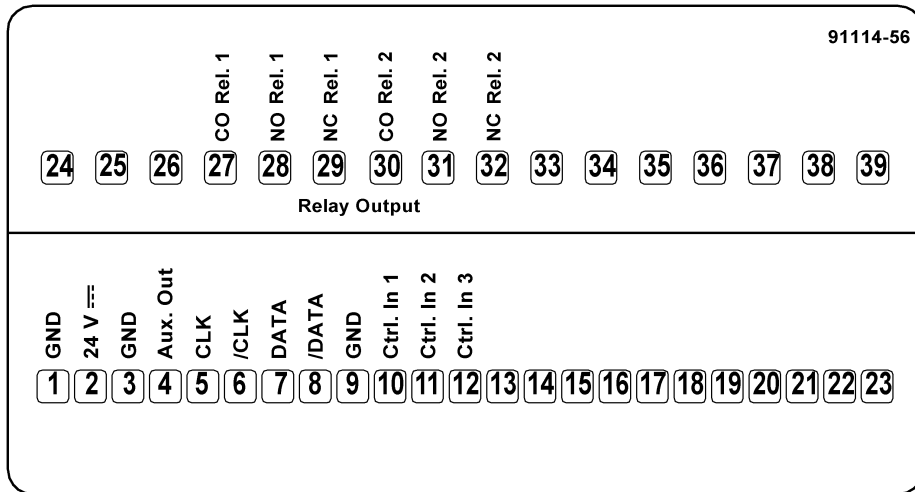 91114-56
CO Rel. 1
NO Rel. 1
NC Rel. 1
CO Rel. 2
NO Rel. 2
NC Rel. 2
24 25 26 27 28 29 30 31 32 33 34 35 36 37 38 39
Relay Output
GND
24 V ⎓
GND
Aux. Out
CLK
/CLK
DATA
/DATA
GND
Ctrl. In 1
Ctrl. In 2
Ctrl. In 3
1 2 3 4 5 6 7 8 9 10 11 12 13 14 15 16 17 18 19 20 21 22 23